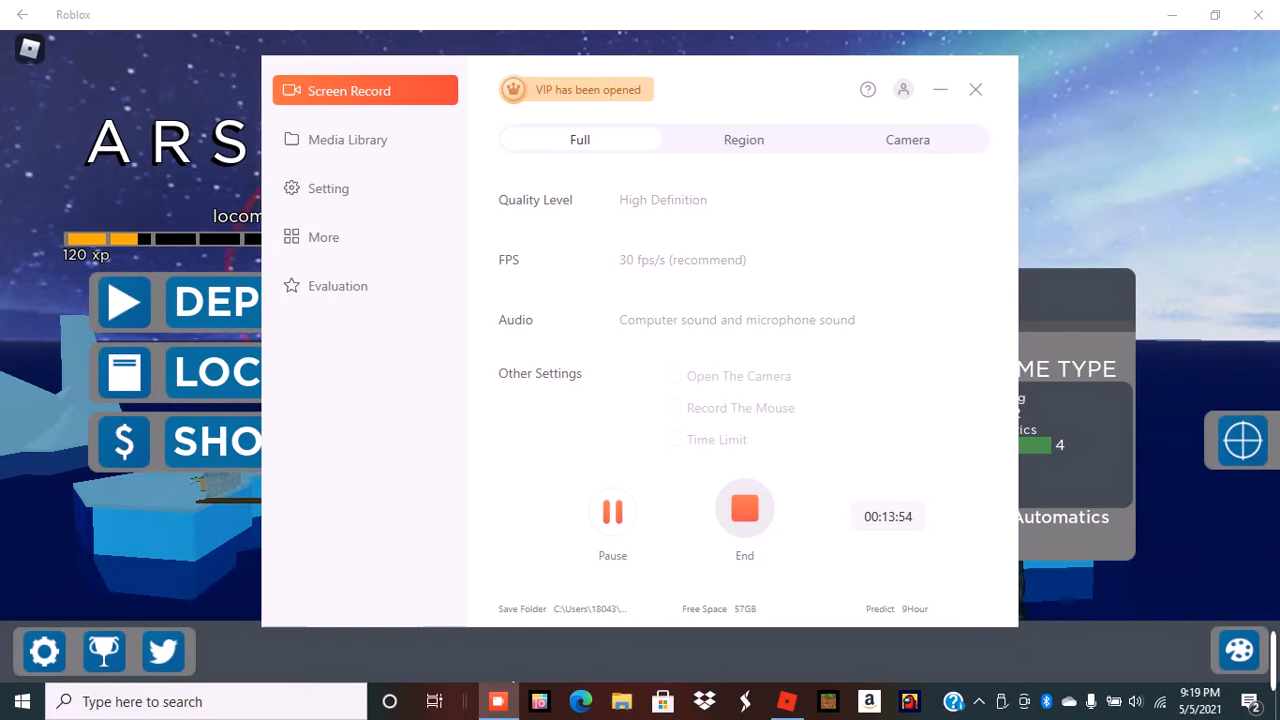 Roblox
Screen Record
Media Library
Setting
More
Evaluation
VIP has been opened
Full Region Camera
Quality Level High Definition
FPS 30 fps/s (recommend)
Audio Computer sound and microphone sound
Other Settings Open The Camera
Record The Mouse
Time Limit
Pause End 00:13:54
Save Folder C:\Users\18043\... Free Space 57GB Predict 9Hour
A R S
locom
120 xp
DEP
LOC
$ SHO
ME TYPE
g
2
tics
4
Automatics
Type here to search
9:19 PM
5/5/2021
2